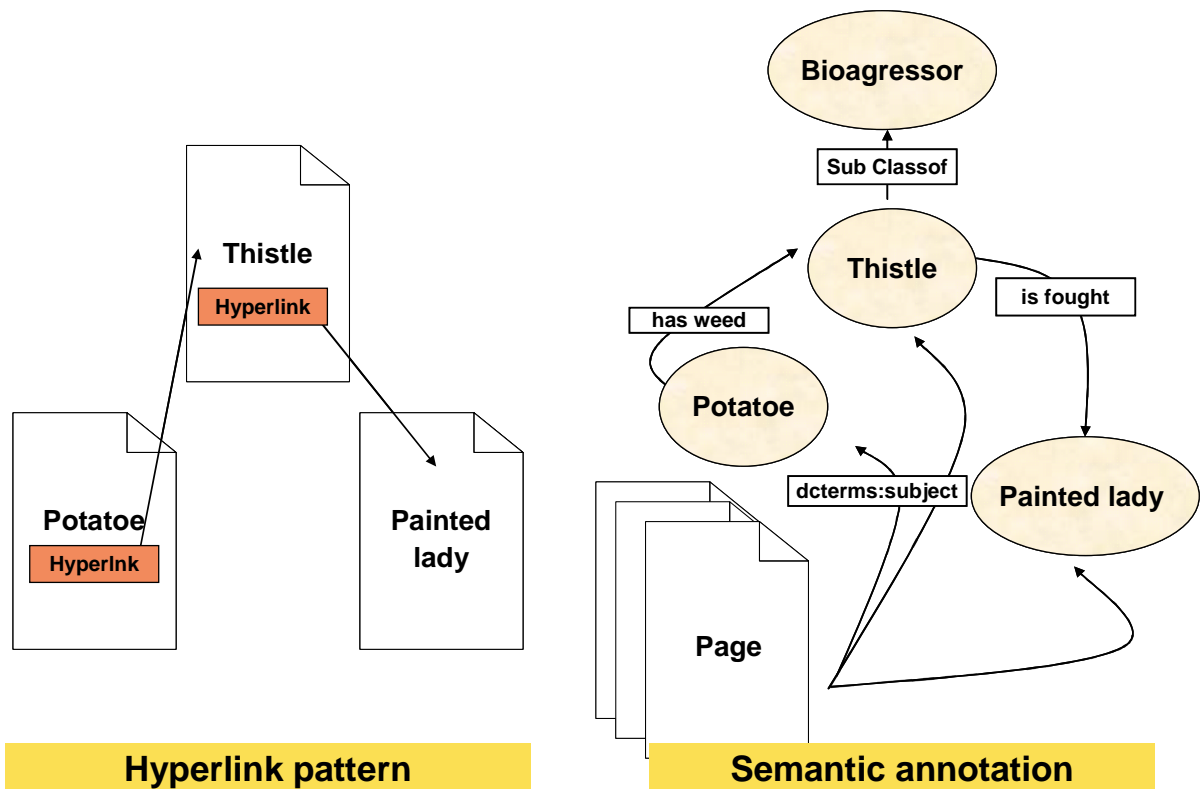 Thistle
Hyperlink
Potatoe
Hyperlnk
Painted
lady
Hyperlink pattern
Bioagressor
Sub Classof
Thistle
is fought
has weed
Potatoe
dcterms:subject
Painted lady
Page
Semantic annotation